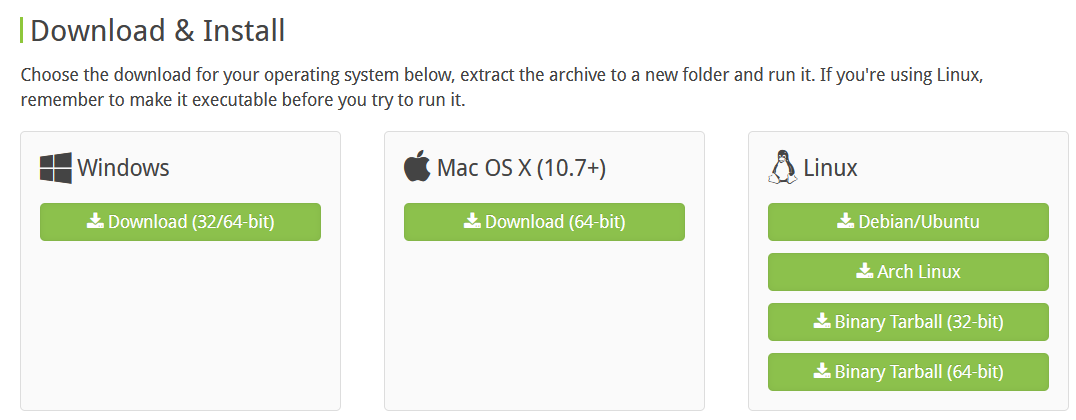 Download & Install
Choose the download for your operating system below, extract the archive to a new folder and run it. If you're using Linux,
remember to make it executable before you try to run it.
Windows
Download (32/64-bit)
Mac OS X (10.7+)
Download (64-bit)
Linux
Debian/Ubuntu
Arch Linux
Binary Tarball (32-bit)
Binary Tarball (64-bit)